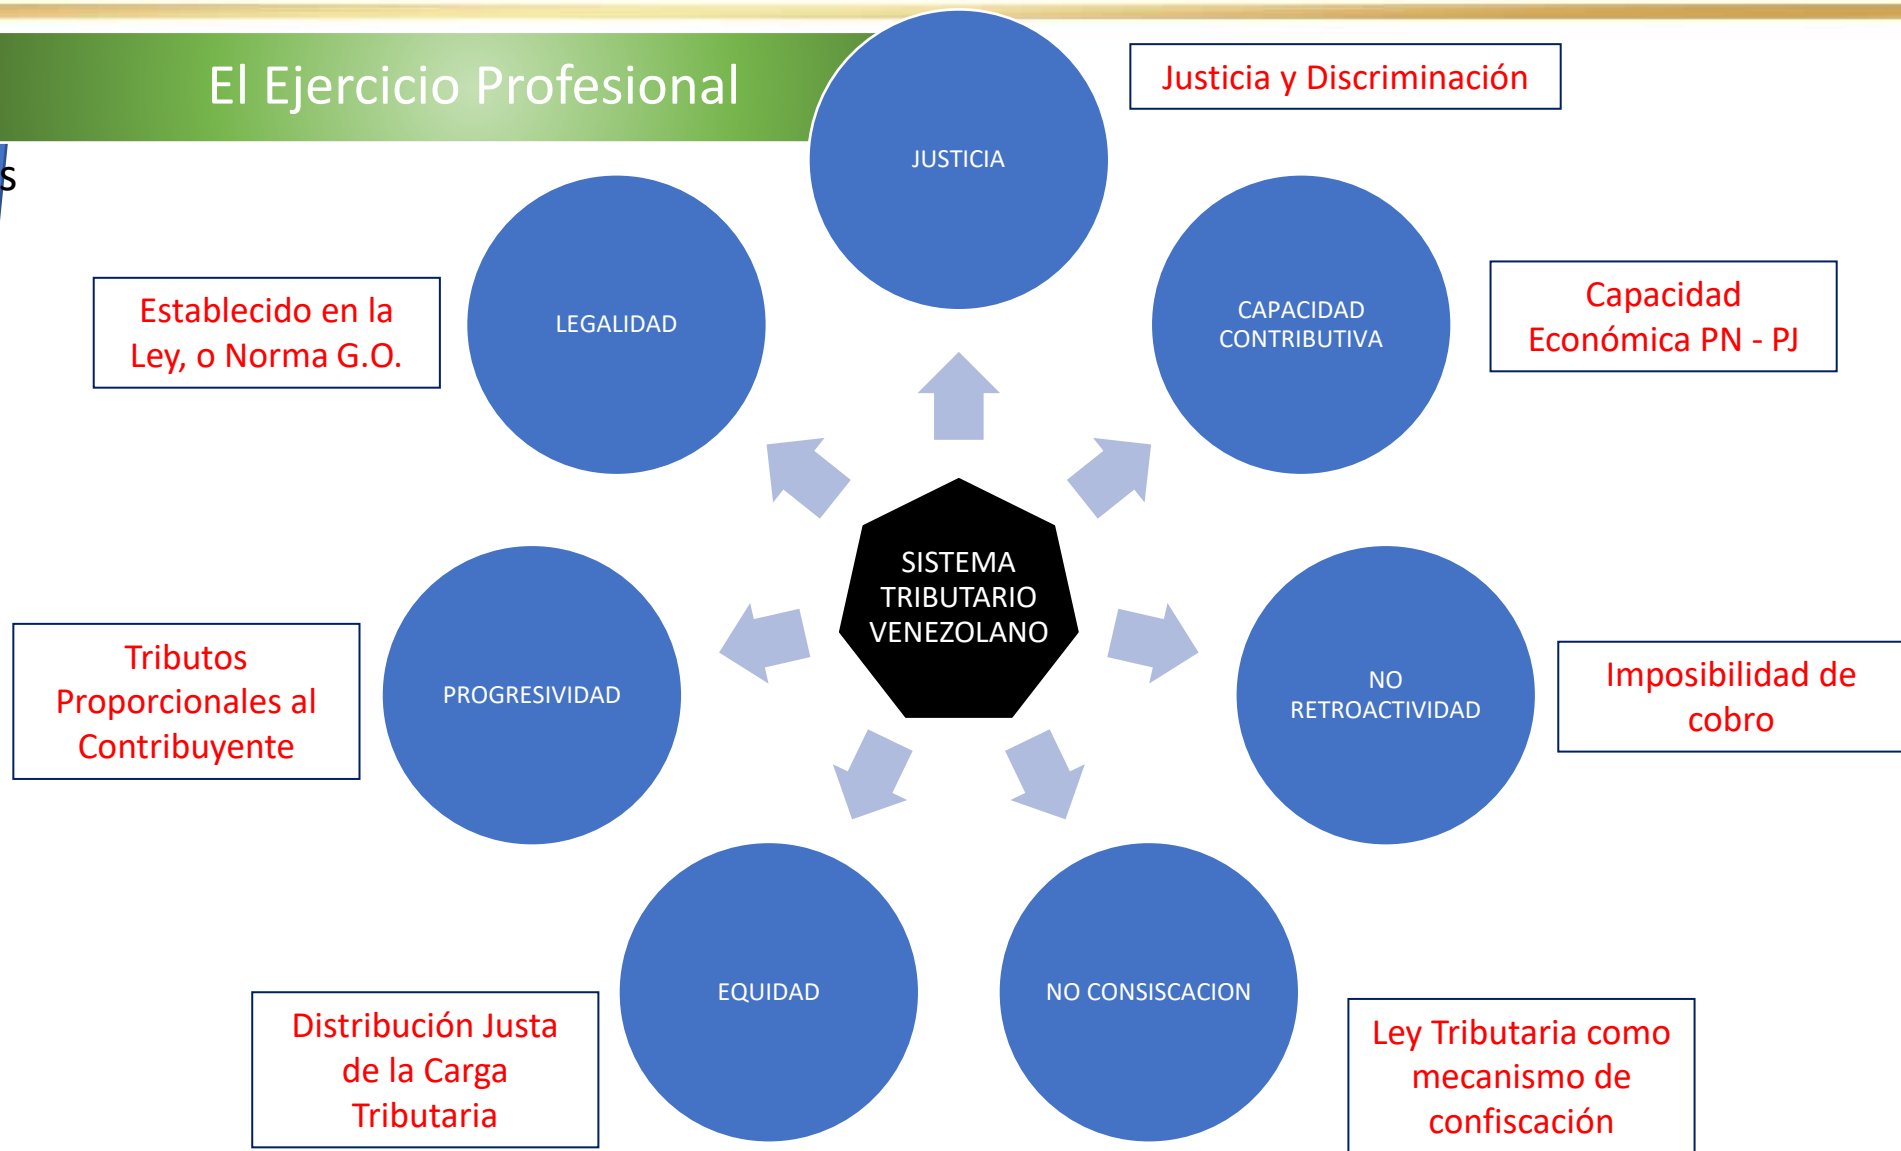 El Ejercicio Profesional
s
JUSTICIA
Justicia y Discriminación
LEGALIDAD
Establecido en la
Ley, o Norma G.O.
CAPACIDAD
CONTRIBUTIVA
Capacidad
Económica PN - PJ
SISTEMA
TRIBUTARIO
VENEZOLANO
PROGRESIVIDAD
Tributos
Proporcionales al
Contribuyente
NO
RETROACTIVIDAD
Imposibilidad de
cobro
EQUIDAD
Distribución Justa
de la Carga
Tributaria
NO CONSISCACION
Ley Tributaria como
mecanismo de
confiscación